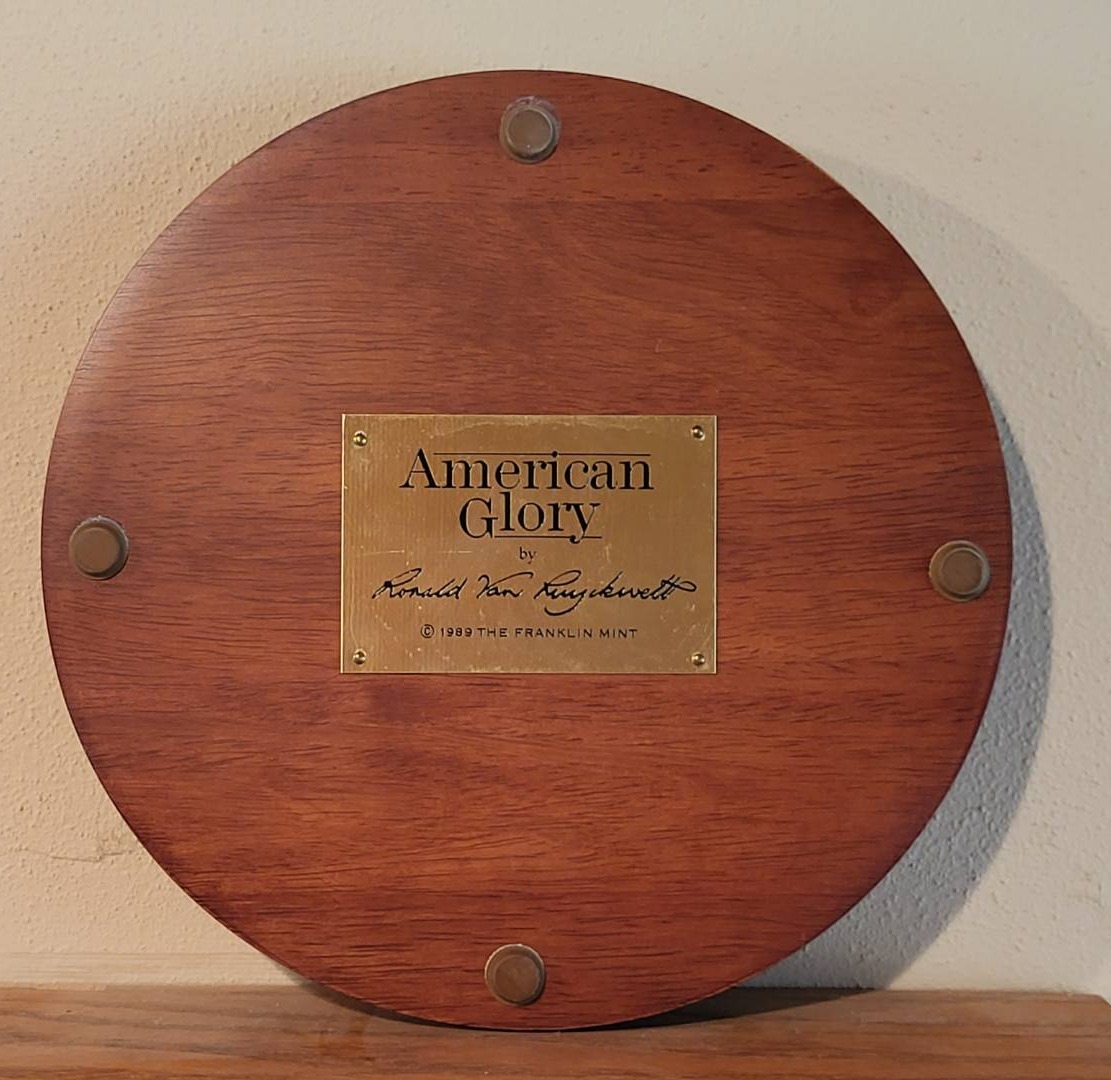 American
Glory
by
Ronald Van Ruyckevelt
© 1989 THE FRANKLIN MINT